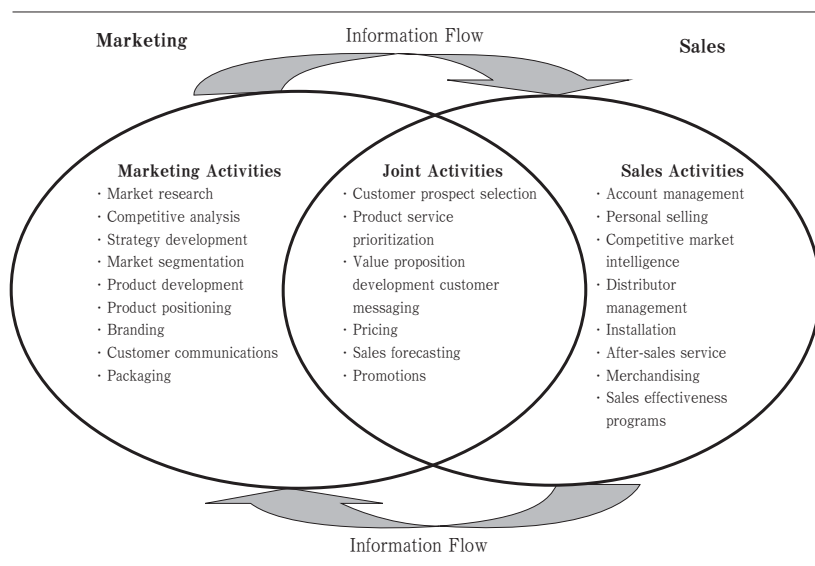 Information Flow
Marketing
Sales
Marketing Activities
· Market research
· Competitive analysis
· Strategy development
· Market segmentation
· Product development
· Product positioning
· Branding
· Customer communications
· Packaging
Joint Activities
· Customer prospect selection
· Product service
prioritization
· Value proposition
development customer
messaging
· Pricing
· Sales forecasting
· Promotions
Sales Activities
· Account management
· Personal selling
· Competitive market
intelligence
· Distributor
management
· Installation
· After-sales service
· Merchandising
· Sales effectiveness
programs
Information Flow